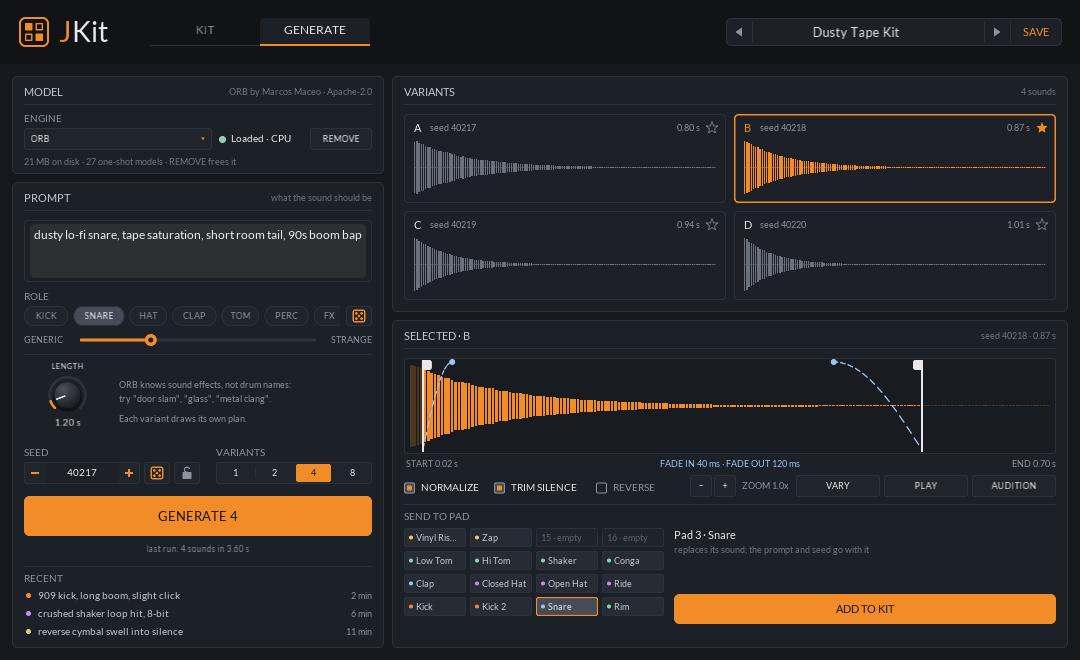 JKit
KIT
GENERATE
Dusty Tape Kit
SAVE
MODEL
ORB by Marcos Maceo · Apache-2.0
ENGINE
ORB
Loaded · CPU
REMOVE
21 MB on disk · 27 one-shot models · REMOVE frees it
PROMPT
what the sound should be
dusty lo-fi snare, tape saturation, short room tail, 90s boom bap
ROLE
KICK
SNARE
HAT
CLAP
TOM
PERC
FX
GENERIC
STRANGE
LENGTH
1.20 s
ORB knows sound effects, not drum names:
try "door slam", "glass", "metal clang".
Each variant draws its own plan.
SEED
− 40217 +
VARIANTS
1 2 4 8
GENERATE 4
last run: 4 sounds in 3.60 s
RECENT
909 kick, long boom, slight click
2 min
crushed shaker loop hit, 8-bit
6 min
reverse cymbal swell into silence
11 min
VARIANTS
4 sounds
A seed 40217 0.80 s
B seed 40218 0.87 s
C seed 40219 0.94 s
D seed 40220 1.01 s
SELECTED · B
seed 40218 · 0.87 s
START 0.02 s
FADE IN 40 ms · FADE OUT 120 ms
END 0.70 s
NORMALIZE
TRIM SILENCE
REVERSE
− + ZOOM 1.0x
VARY
PLAY
AUDITION
SEND TO PAD
Vinyl Ris...
Zap
15 · empty
16 · empty
Low Tom
Hi Tom
Shaker
Conga
Clap
Closed Hat
Open Hat
Ride
Kick
Kick 2
Snare
Rim
Pad 3 · Snare
replaces its sound; the prompt and seed go with it
ADD TO KIT